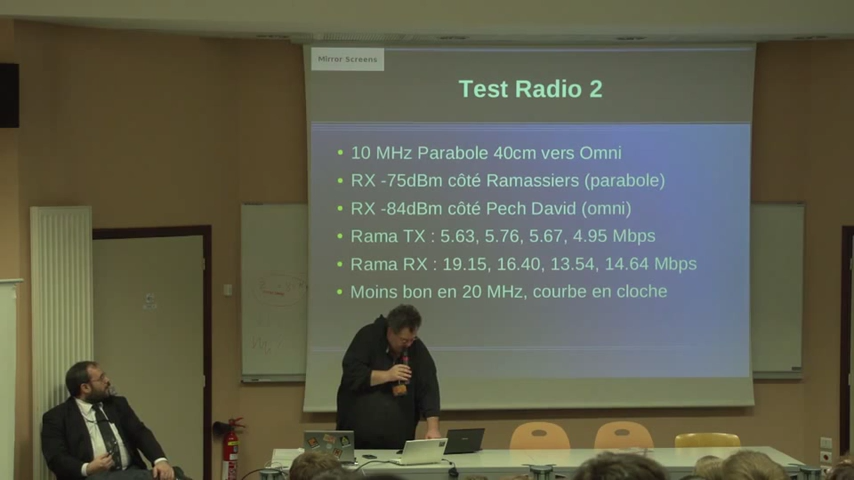 Mirror Screens
Test Radio 2
• 10 MHz Parabole 40cm vers Omni
• RX -75dBm côté Ramassiers (parabole)
• RX -84dBm côté Pech David (omni)
• Rama TX : 5.63, 5.76, 5.67, 4.95 Mbps
• Rama RX : 19.15, 16.40, 13.54, 14.64 Mbps
• Moins bon en 20 MHz, courbe en cloche